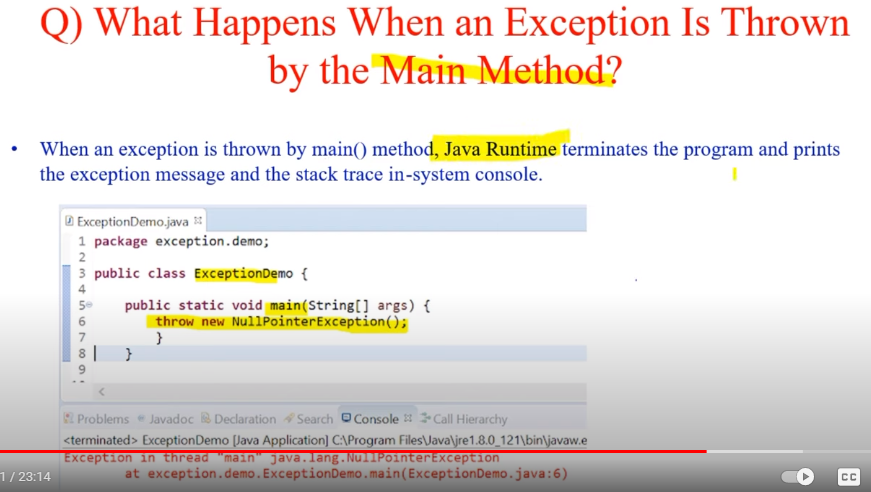 Q) What Happens When an Exception Is Thrown
by the Main Method?
• When an exception is thrown by main() method, Java Runtime terminates the program and prints
the exception message and the stack trace in-system console.
ExceptionDemo.java
1 package exception.demo;
2
3 public class ExceptionDemo {
4
5 public static void main(String[] args) {
6 throw new NullPointerException();
7 }
8 }
9
Problems Javadoc Declaration Search Console Call Hierarchy
<terminated> ExceptionDemo [Java Application] C:\Program Files\Java\jre1.8.0_121\bin\javaw.e
Exception in thread "main" java.lang.NullPointerException
at exception.demo.ExceptionDemo.main(ExceptionDemo.java:6)
1 / 23:14
CC